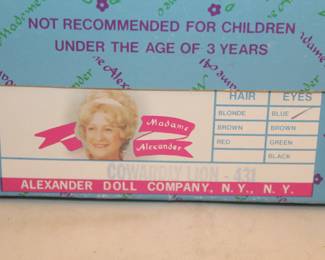 NOT RECOMMENDED FOR CHILDREN
UNDER THE AGE OF 3 YEARS
Madame
Alexander
HAIR EYES
BLONDE BLUE
BROWN BROWN
RED GREEN
BLACK
COWARDLY LION - 431
ALEXANDER DOLL COMPANY, N.Y., N.Y.